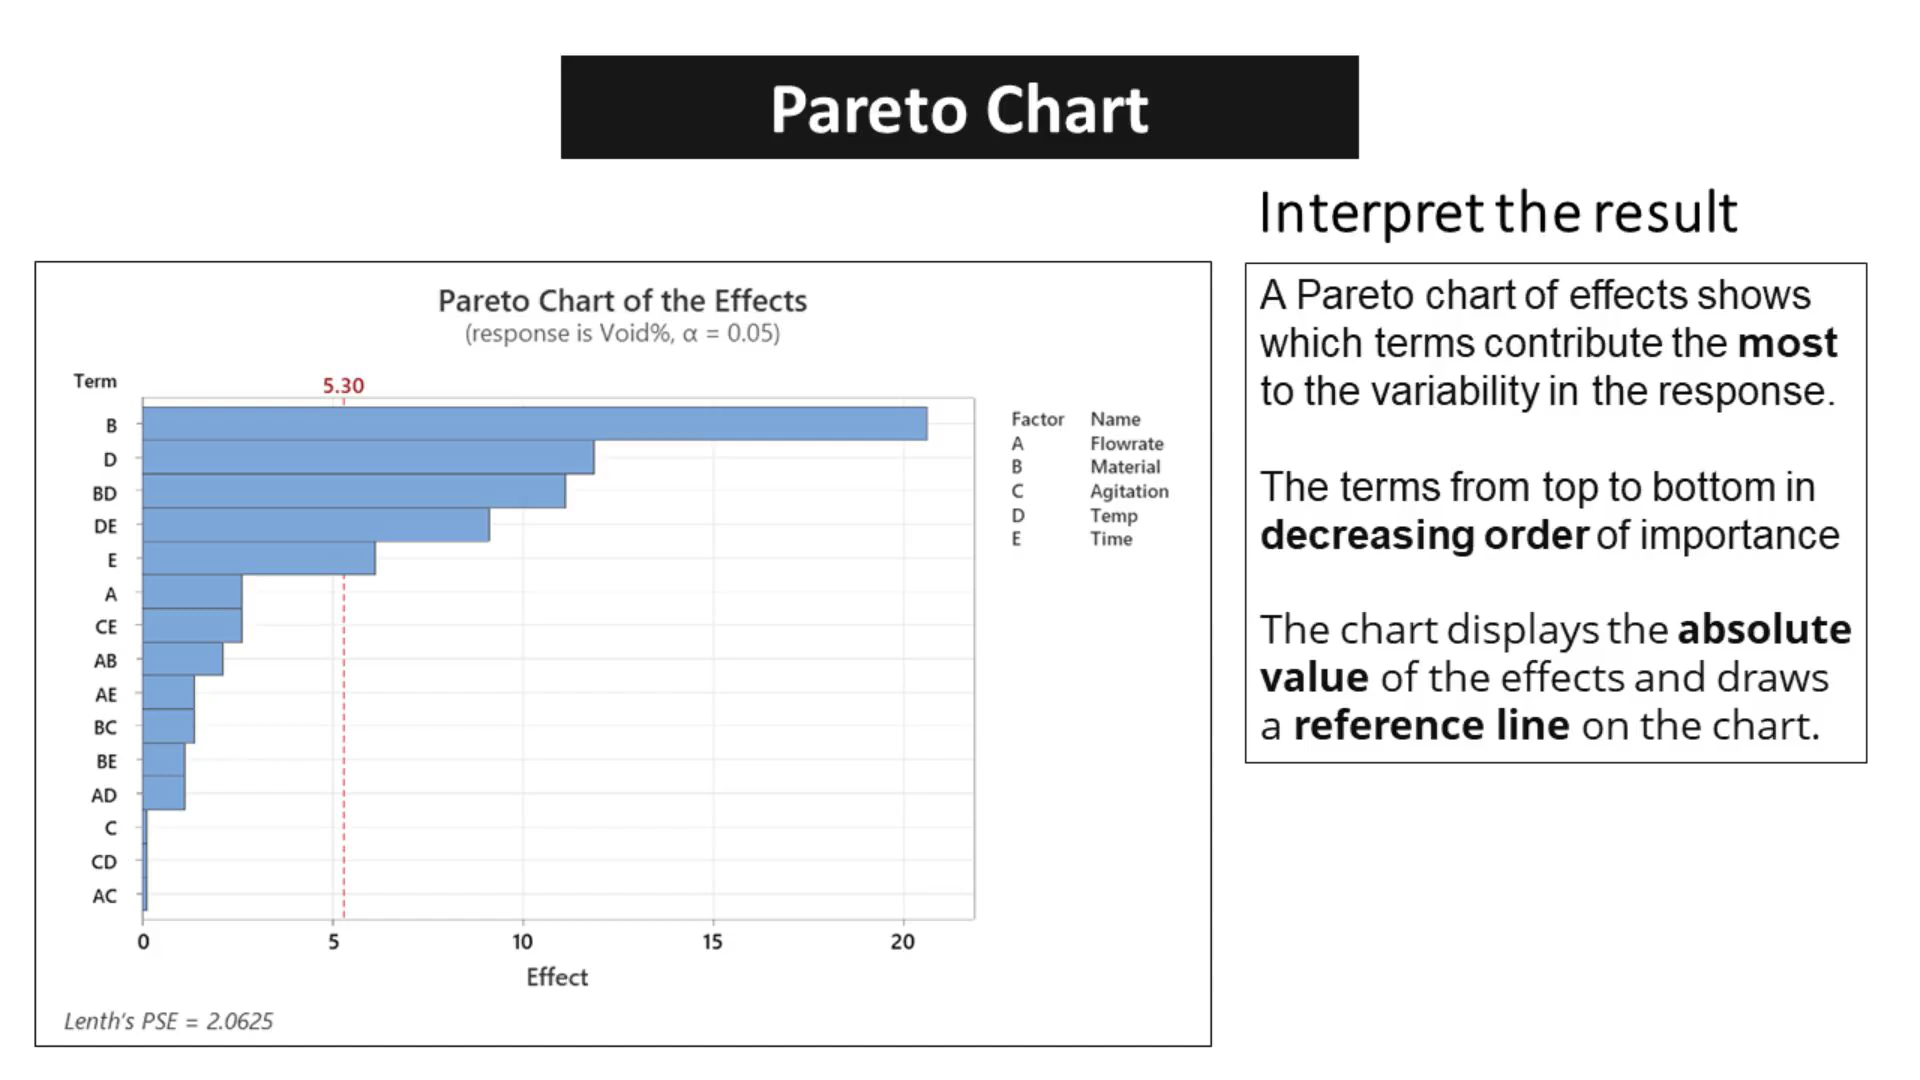 Pareto Chart
Interpret the result
Pareto Chart of the Effects
(response is Void%, α = 0.05)
Term
5.30
B
D
BD
DE
E
A
CE
AB
AE
BC
BE
AD
C
CD
AC
0 5 10 15 20
Effect
Lenth's PSE = 2.0625
Factor Name
A Flowrate
B Material
C Agitation
D Temp
E Time
A Pareto chart of effects shows
which terms contribute the most
to the variability in the response.
The terms from top to bottom in
decreasing order of importance
The chart displays the absolute
value of the effects and draws
a reference line on the chart.